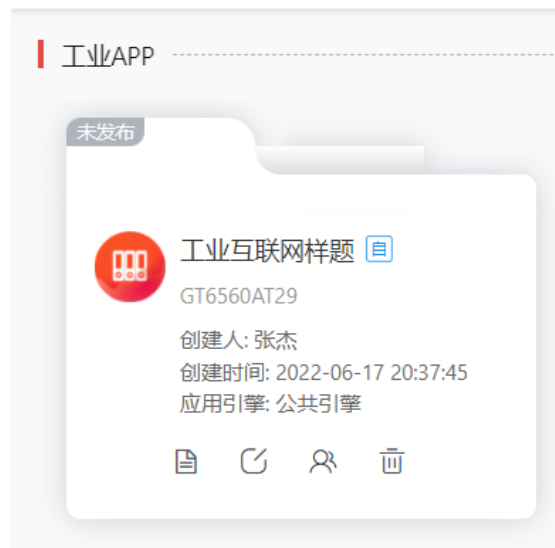 工业APP
未发布
工业互联网样题 自
GT6560AT29
创建人: 张杰
创建时间: 2022-06-17 20:37:45
应用引擎: 公共引擎